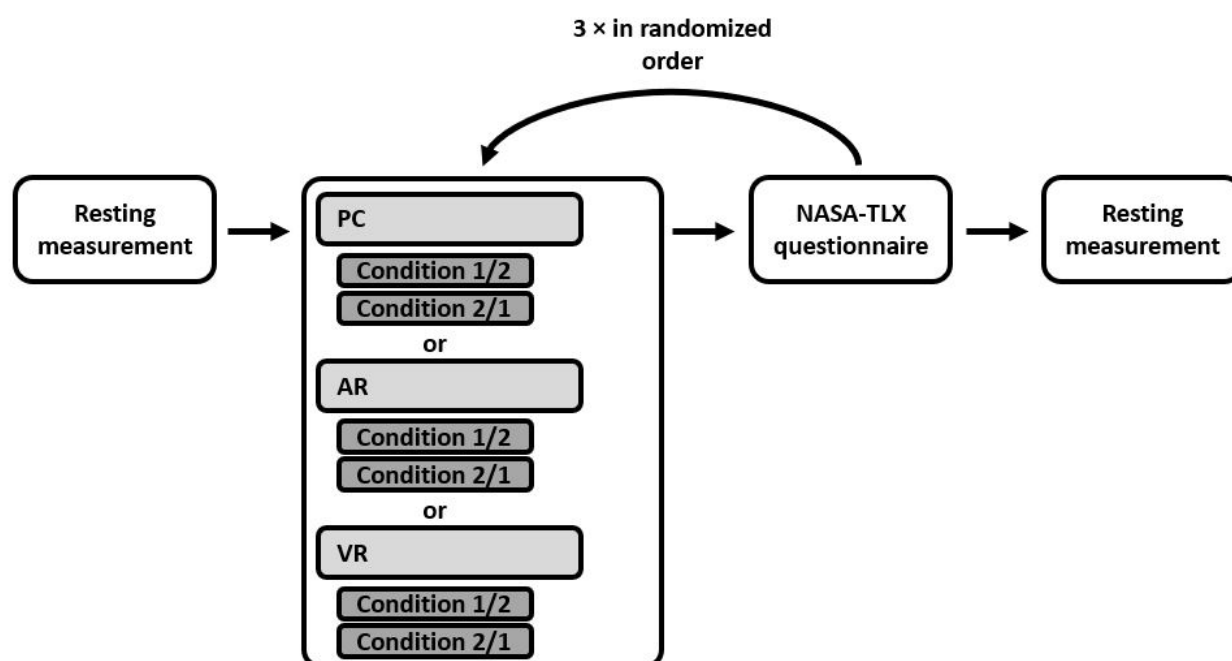 3 × in randomized
order
Resting
measurement
PC
Condition 1/2
Condition 2/1
or
AR
Condition 1/2
Condition 2/1
or
VR
Condition 1/2
Condition 2/1
NASA-TLX
questionnaire
Resting
measurement